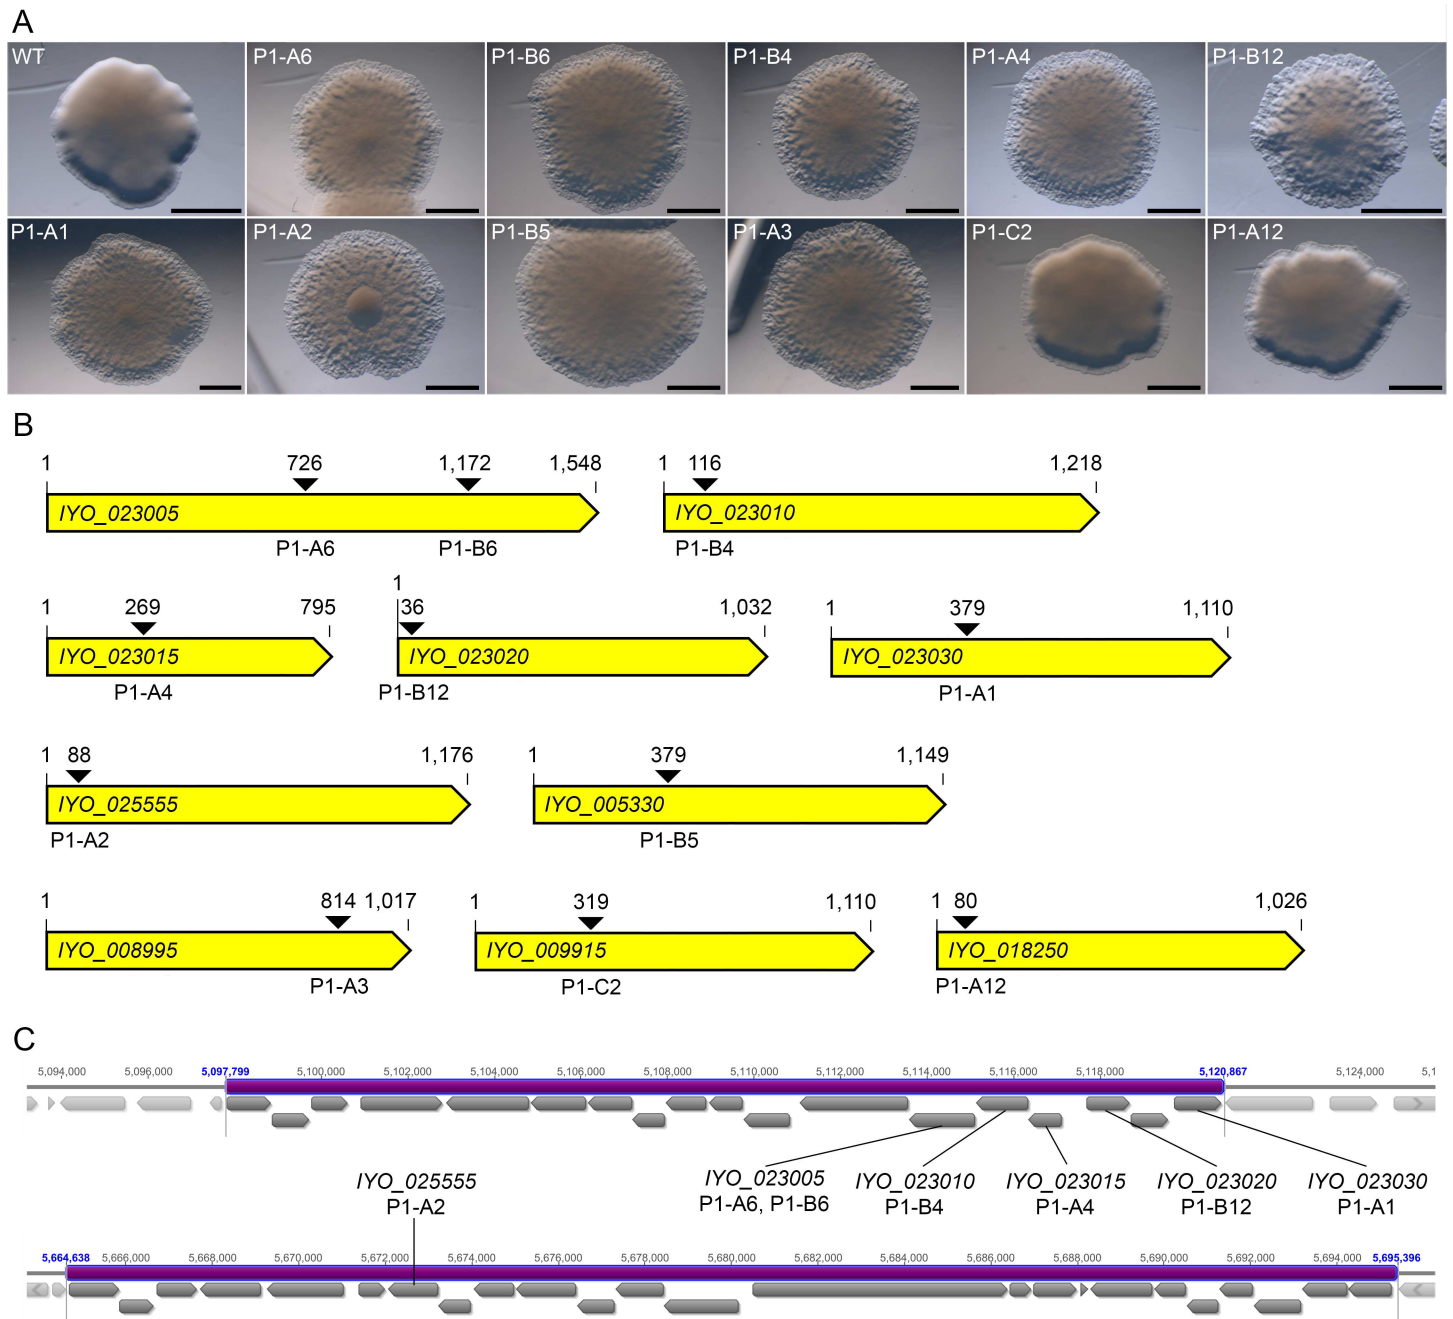 A
WT P1-A6 P1-B6 P1-B4 P1-A4 P1-B12
P1-A1 P1-A2 P1-B5 P1-A3 P1-C2 P1-A12
B
1 726 1,172 1,548 1 116 1,218
IYO_023005 IYO_023010
P1-A6 P1-B6 P1-B4
1
1 269 795 36 1,032 1 379 1,110
IYO_023015 IYO_023020 IYO_023030
P1-A4 P1-B12 P1-A1
1 88 1,176 1 379 1,149
IYO_025555 IYO_005330
P1-A2 P1-B5
1 814 1,017 1 319 1,110 1 80 1,026
IYO_008995 IYO_009915 IYO_018250
P1-A3 P1-C2 P1-A12
C
5,094,000 5,096,000 5,097,799 5,100,000 5,102,000 5,104,000 5,106,000 5,108,000 5,110,000 5,112,000 5,114,000 5,116,000 5,118,000 5,120,867 5,124,000 5,1
IYO_025555 IYO_023005 IYO_023010 IYO_023015 IYO_023020 IYO_023030
P1-A2 P1-A6, P1-B6 P1-B4 P1-A4 P1-B12 P1-A1
5,664,638 5,666,000 5,668,000 5,670,000 5,672,000 5,674,000 5,676,000 5,678,000 5,680,000 5,682,000 5,684,000 5,686,000 5,688,000 5,690,000 5,692,000 5,694,000 5,695,396